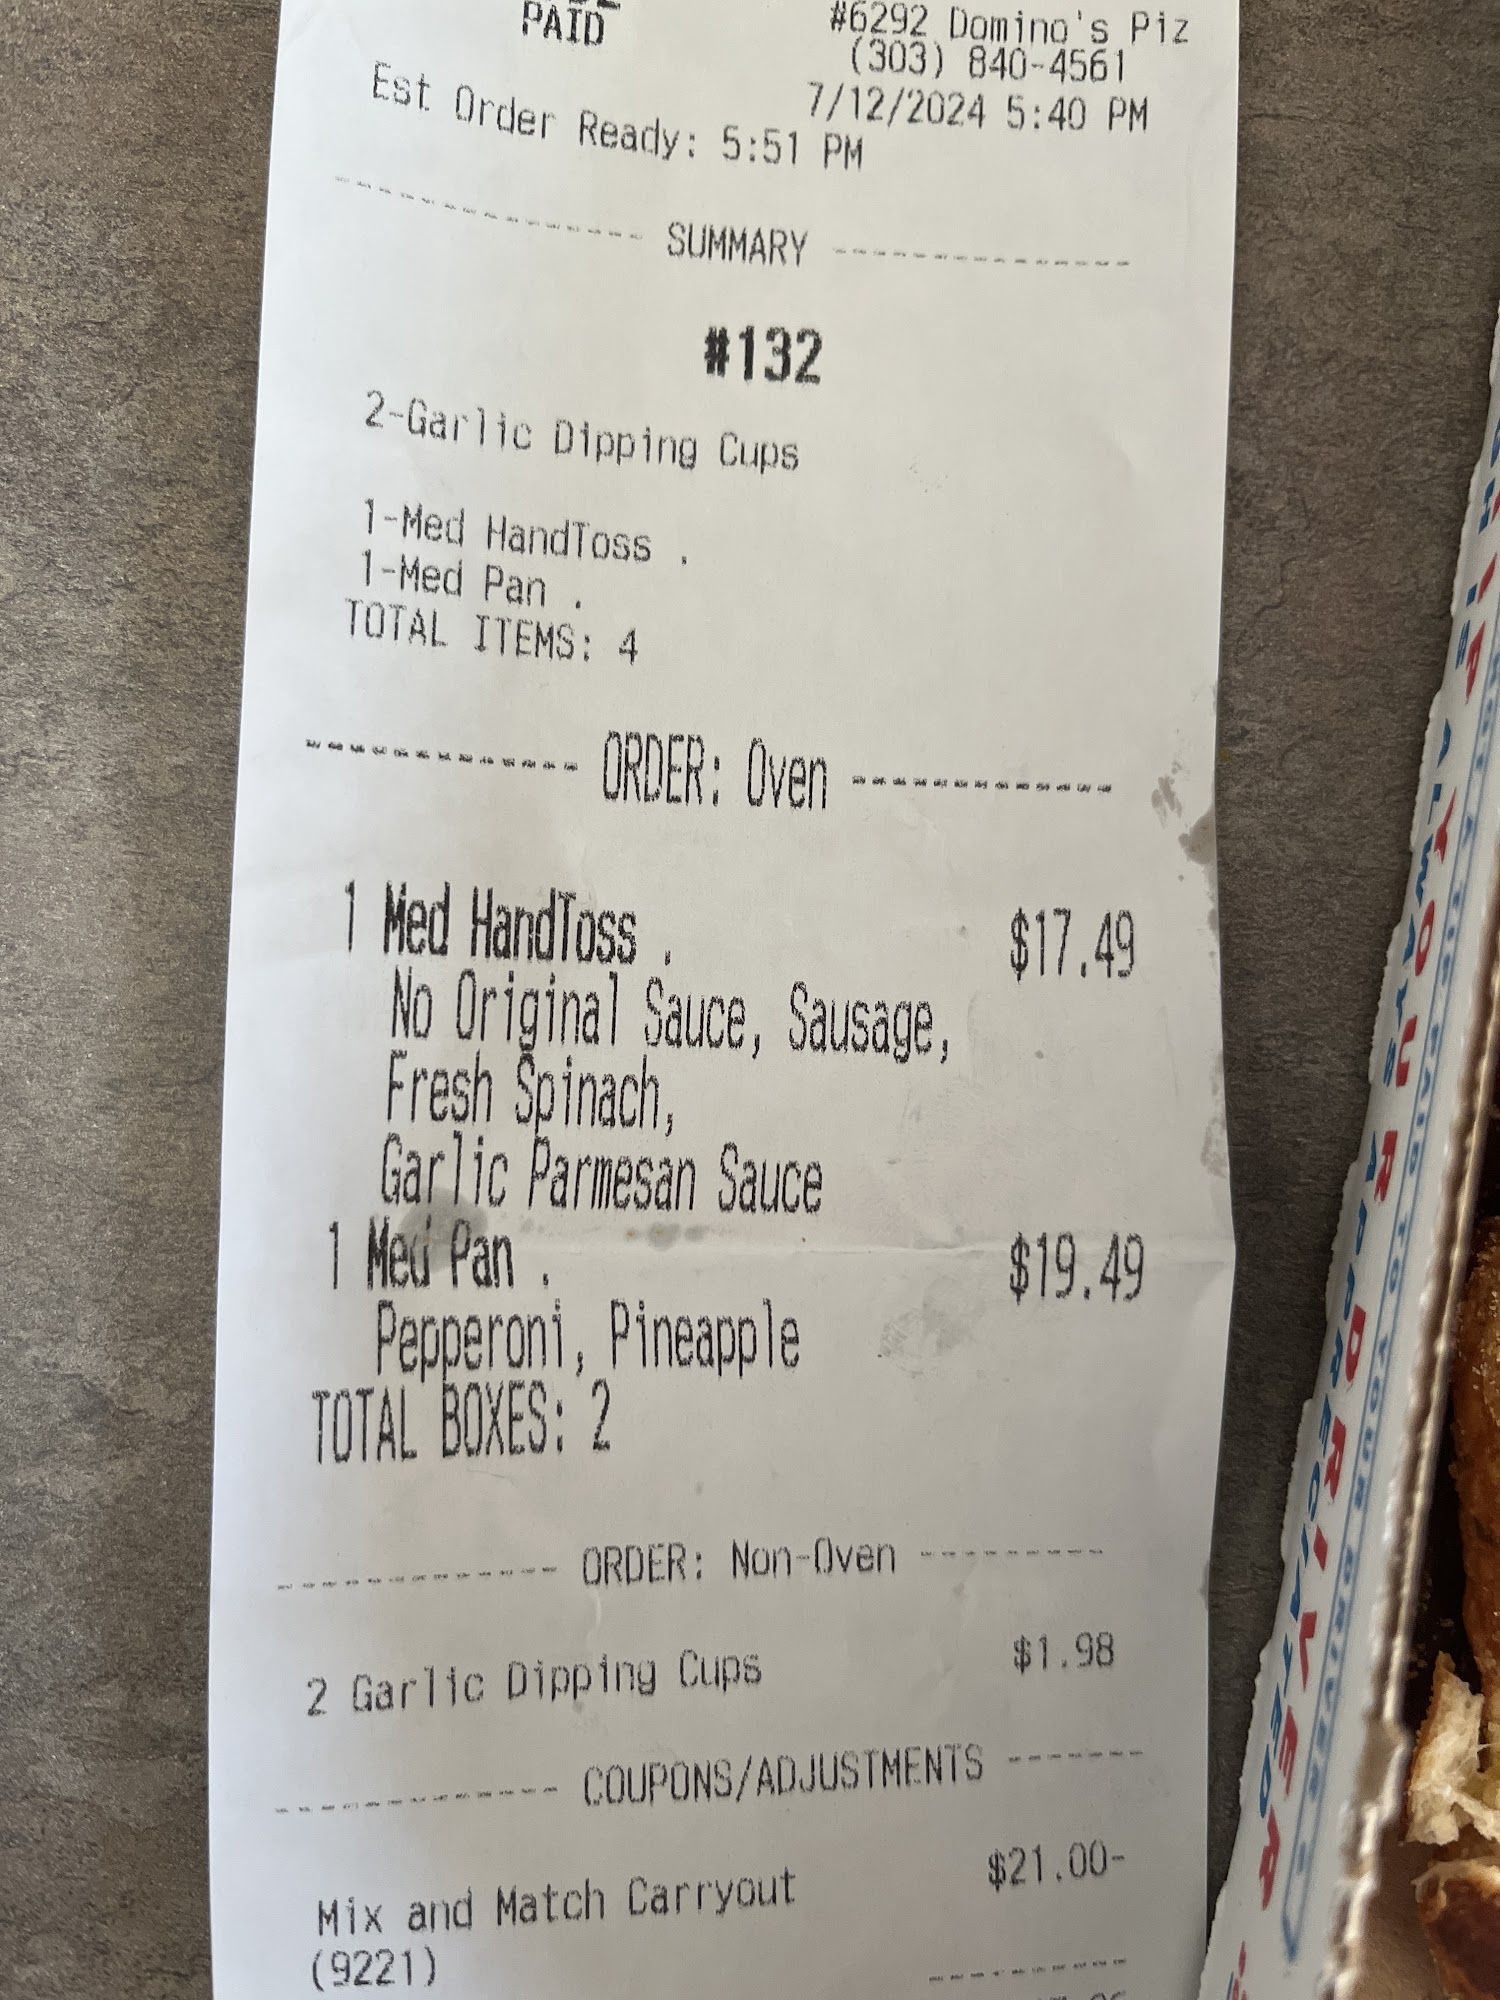 PAID
#6292 Domino's Piz
(303) 840-4561
7/12/2024 5:40 PM
Est Order Ready: 5:51 PM
------------- SUMMARY ---------------
#132
2-Garlic Dipping Cups
1-Med HandToss .
1-Med Pan .
TOTAL ITEMS: 4
-------------- ORDER: Oven -------------
1 Med HandToss . $17.49
No Original Sauce, Sausage,
Fresh Spinach,
Garlic Parmesan Sauce
1 Med Pan . $19.49
Pepperoni, Pineapple
TOTAL BOXES: 2
-------------- ORDER: Non-Oven ---------
2 Garlic Dipping Cups $1.98
-------------- COUPONS/ADJUSTMENTS -------
Mix and Match Carryout $21.00-
(9221)
----------
YOUR DRIVER
ALWAYS APPRECIATED